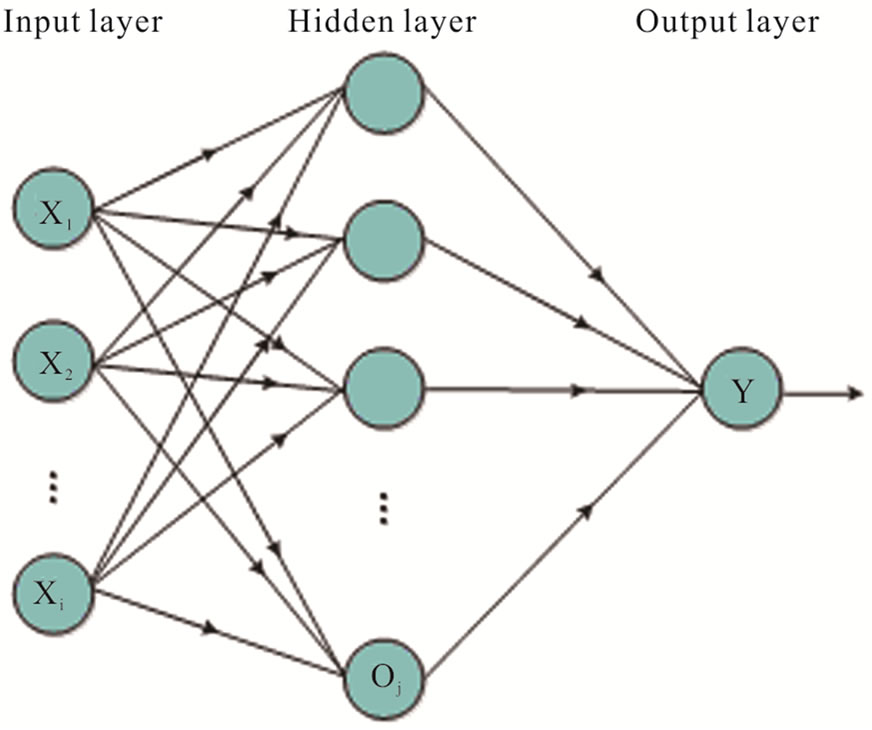 Input layer
Hidden layer
Output layer
X₁
X₂
⋮
Xᵢ
⋮
Oⱼ
Y